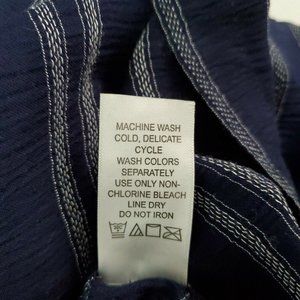 MACHINE WASH
COLD, DELICATE
CYCLE
WASH COLORS
SEPARATELY
USE ONLY NON-
CHLORINE BLEACH
LINE DRY
DO NOT IRON